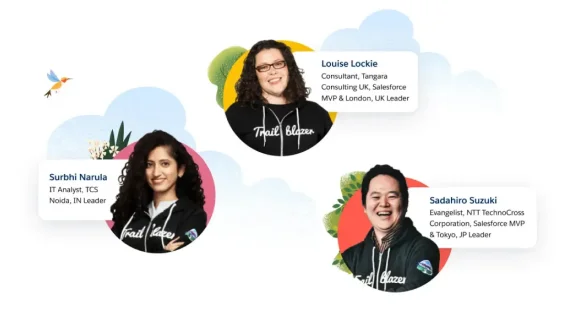 Louise Lockie
Consultant, Tangara
Consulting UK, Salesforce
MVP & London, UK Leader
Trail blazer
Surbhi Narula
IT Analyst, TCS
Noida, IN Leader
Trail blazer
Sadahiro Suzuki
Evangelist, NTT TechnoCross
Corporation, Salesforce MVP
& Tokyo, JP Leader
Trail blazer